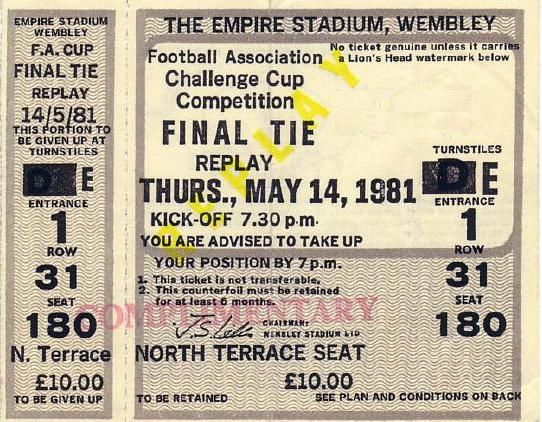 EMPIRE STADIUM
WEMBLEY
F.A. CUP
FINAL TIE
REPLAY
14/5/81
THIS PORTION TO
BE GIVEN UP AT
TURNSTILES
D E
ENTRANCE
1
ROW
31
SEAT
180
N. Terrace
£10.00
TO BE GIVEN UP
THE EMPIRE STADIUM, WEMBLEY
Football Association
Challenge Cup
Competition
No ticket genuine unless it carries
a Lion's Head watermark below
FINAL TIE
REPLAY
THURS., MAY 14, 1981
KICK-OFF 7.30 p.m.
YOU ARE ADVISED TO TAKE UP
YOUR POSITION BY 7 p.m.
1. This ticket is not transferable.
2. This counterfoil must be retained
for at least 6 months.
REPLAY
COMPLIMENTARY
CHAIRMAN:
WEMBLEY STADIUM LTD
NORTH TERRACE SEAT
£10.00
TO BE RETAINED
TURNSTILES
D E
ENTRANCE
1
ROW
31
SEAT
180
SEE PLAN AND CONDITIONS ON BACK